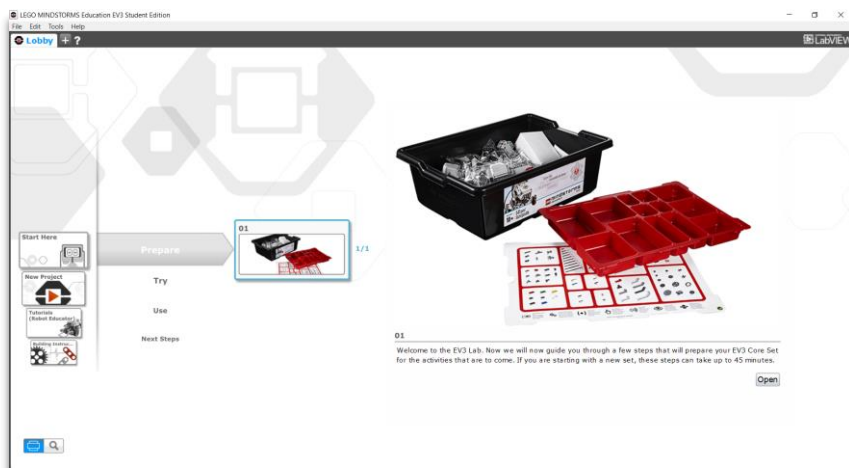 LEGO MINDSTORMS Education EV3 Student Edition
File Edit Tools Help
Lobby + ?
LabVIEW
Start Here
New Project
Tutorials
(Robot Educator)
Building Instruc...
Prepare
Try
Use
Next Steps
01
1/1
01
Welcome to the EV3 Lab. Now we will now guide you through a few steps that will prepare your EV3 Core Set
for the activities that are to come. If you are starting with a new set, these steps can take up to 45 minutes.
Open